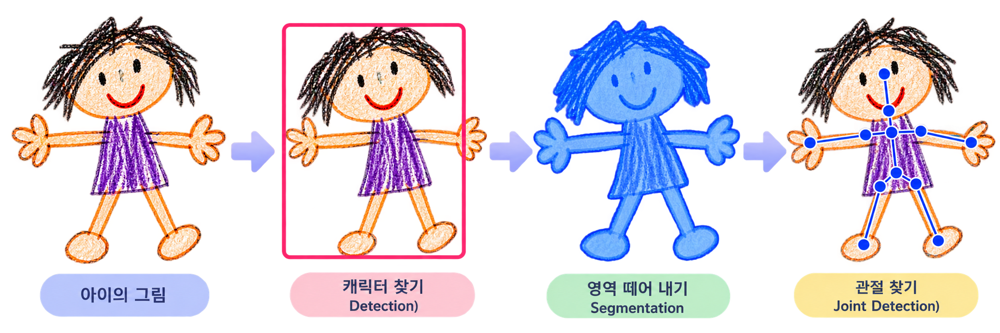 아이의 그림
캐릭터 찾기
Detection)
영역 떼어 내기
Segmentation
관절 찾기
Joint Detection)